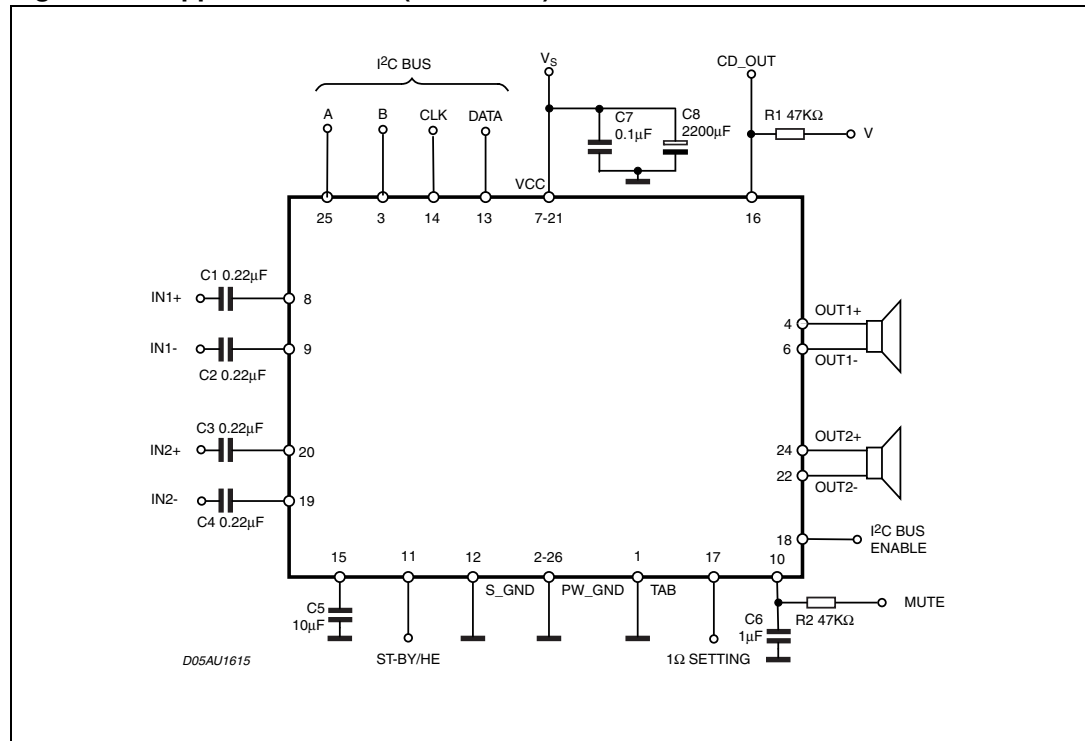 I²C BUS
A
B
CLK
DATA
VS
C7
0.1µF
C8
2200µF
CD_OUT
R1 47KΩ
V
VCC
25
3
14
13
7-21
16
IN1+
C1 0.22µF
8
IN1-
C2 0.22µF
9
IN2+
C3 0.22µF
20
IN2-
C4 0.22µF
19
4
OUT1+
6
OUT1-
24
OUT2+
22
OUT2-
18
I²C BUS
ENABLE
15
11
12
2-26
1
17
10
S_GND
PW_GND
TAB
C5
10µF
ST-BY/HE
1Ω SETTING
C6
1µF
R2 47KΩ
MUTE
D05AU1615